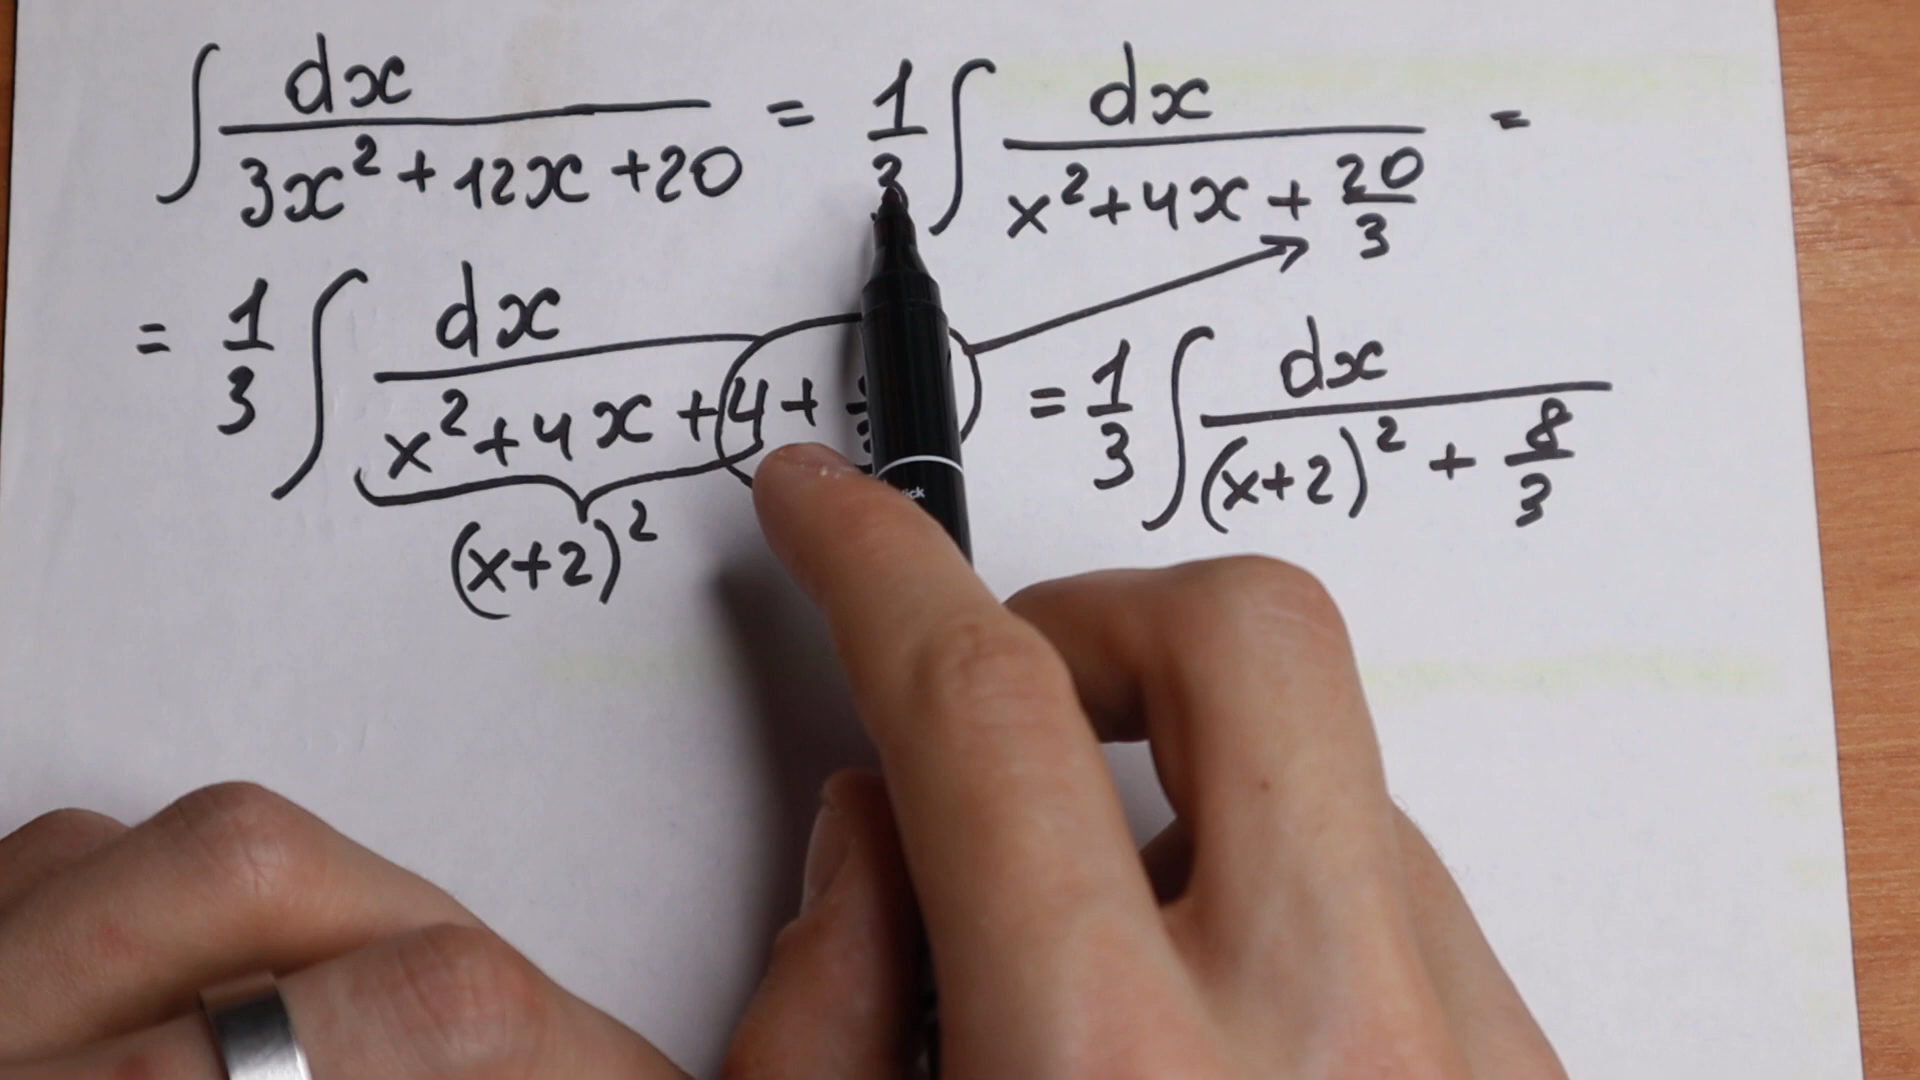 ∫ dx / (3x² + 12x + 20) = 1/3 ∫ dx / (x² + 4x + 20/3) =
= 1/3 ∫ dx / (x² + 4x + 4 + = 1/3 ∫ dx / ((x+2)² + 8/3)
(x+2)²